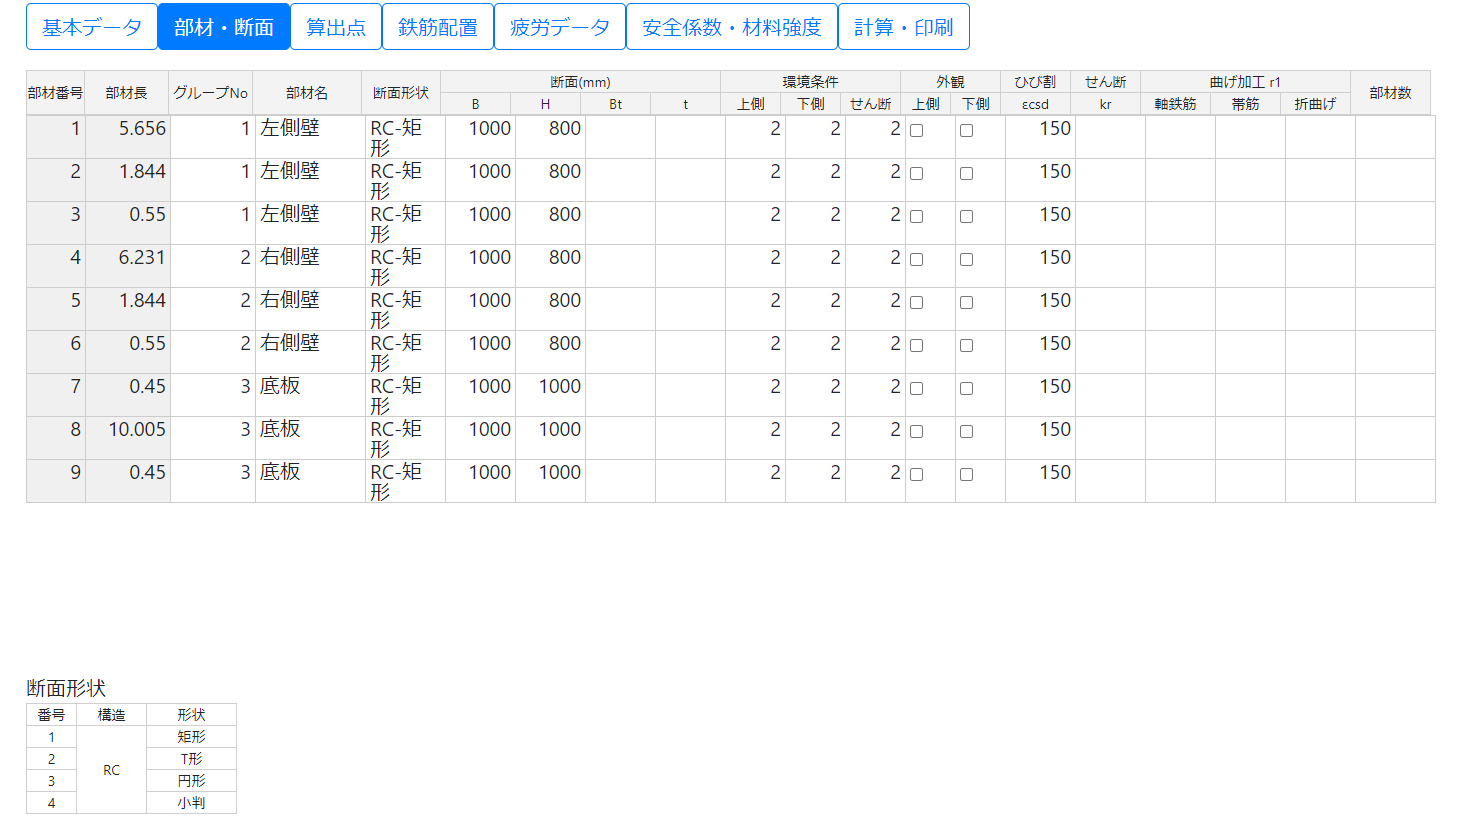 基本データ 部材・断面 算出点 鉄筋配置 疲労データ 安全係数・材料強度 計算・印刷
部材番号 部材長 グループNo 部材名 断面形状 断面(mm) 環境条件 外観 ひび割 せん断 曲げ加工 r1 部材数
B H Bt t 上側 下側 せん断 上側 下側 εcsd kr 軸鉄筋 帯筋 折曲げ
1 5.656 1 左側壁 RC-矩形 1000 800 2 2 2 150
2 1.844 1 左側壁 RC-矩形 1000 800 2 2 2 150
3 0.55 1 左側壁 RC-矩形 1000 800 2 2 2 150
4 6.231 2 右側壁 RC-矩形 1000 800 2 2 2 150
5 1.844 2 右側壁 RC-矩形 1000 800 2 2 2 150
6 0.55 2 右側壁 RC-矩形 1000 800 2 2 2 150
7 0.45 3 底板 RC-矩形 1000 1000 2 2 2 150
8 10.005 3 底板 RC-矩形 1000 1000 2 2 2 150
9 0.45 3 底板 RC-矩形 1000 1000 2 2 2 150
断面形状
番号 構造 形状
1 矩形
2 T形
RC
3 円形
4 小判